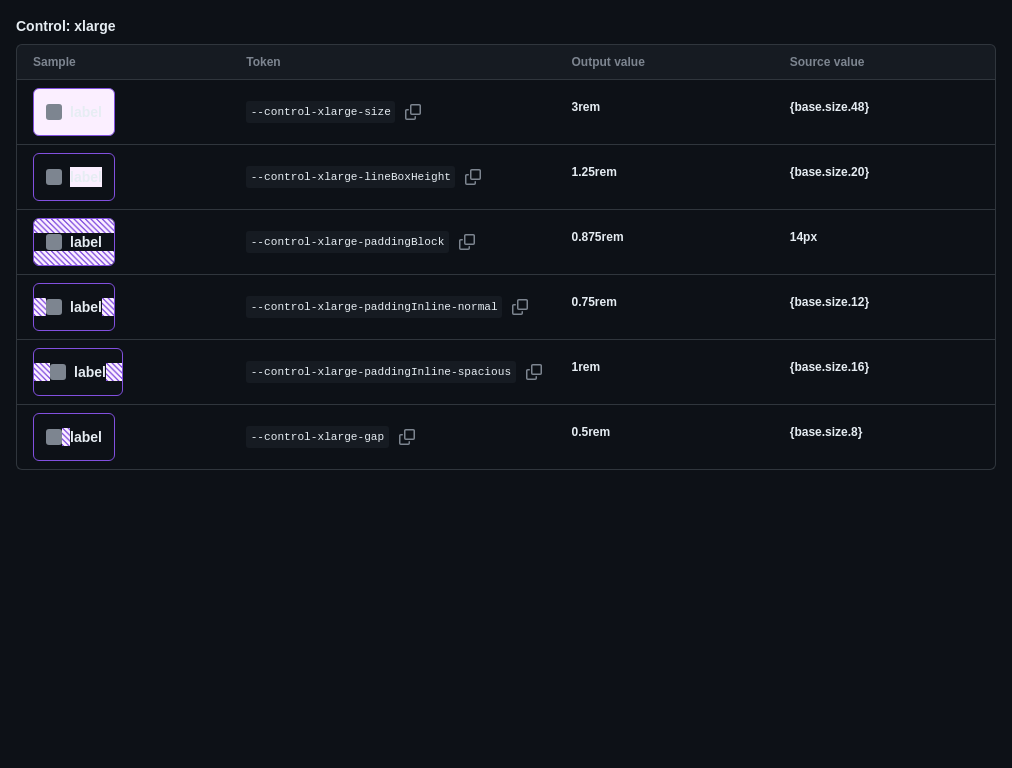 Control: xlarge
Sample Token Output value Source value
label --control-xlarge-size 3rem {base.size.48}
label --control-xlarge-lineBoxHeight 1.25rem {base.size.20}
label --control-xlarge-paddingBlock 0.875rem 14px
label --control-xlarge-paddingInline-normal 0.75rem {base.size.12}
label --control-xlarge-paddingInline-spacious 1rem {base.size.16}
label --control-xlarge-gap 0.5rem {base.size.8}